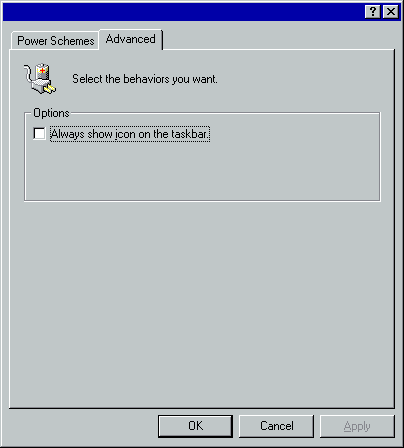 Power Schemes
Advanced
Select the behaviors you want.
Options
Always show icon on the taskbar.
OK
Cancel
Apply